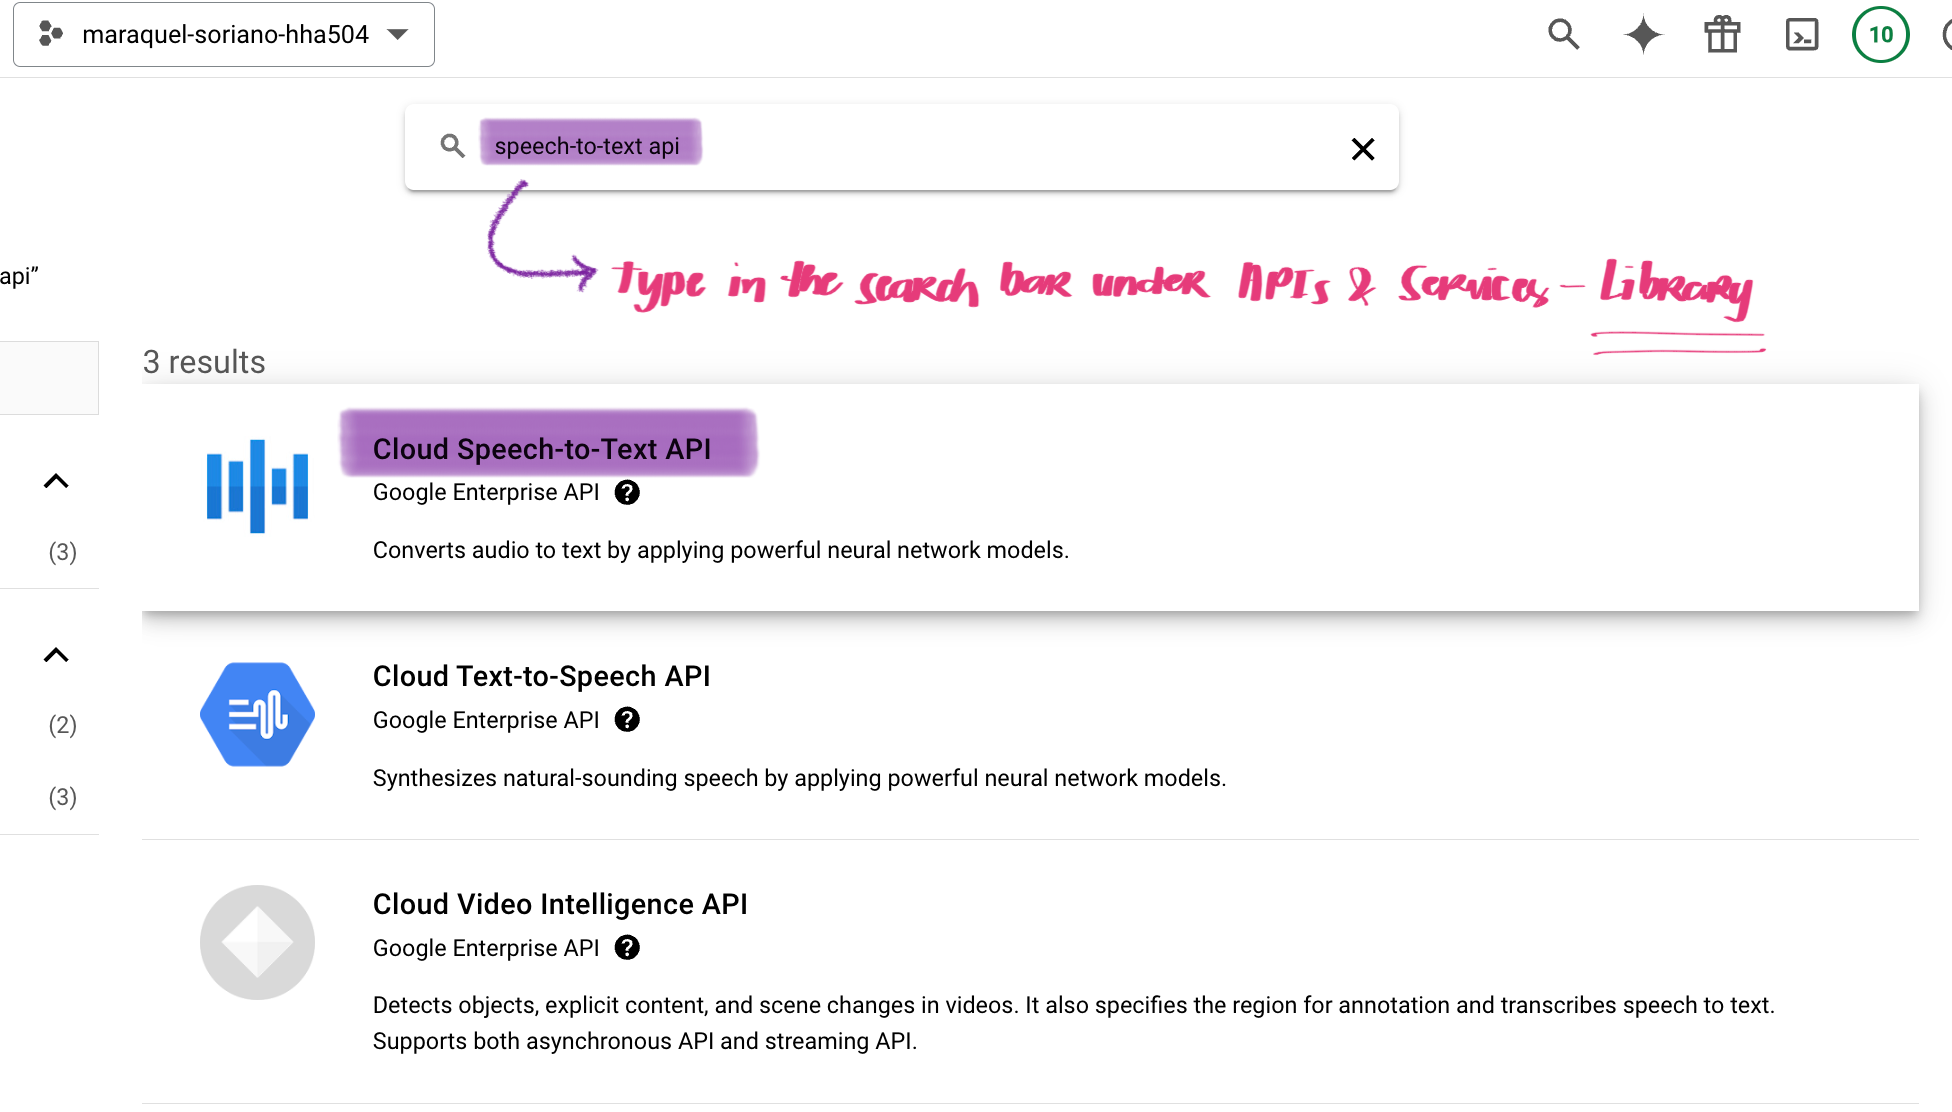 maraquel-soriano-hha504
10
speech-to-text api
Type in the search bar under APIs & Services - Library
api”
3 results
Cloud Speech-to-Text API
Google Enterprise API
Converts audio to text by applying powerful neural network models.
(3)
Cloud Text-to-Speech API
Google Enterprise API
(2)
Synthesizes natural-sounding speech by applying powerful neural network models.
(3)
Cloud Video Intelligence API
Google Enterprise API
Detects objects, explicit content, and scene changes in videos. It also specifies the region for annotation and transcribes speech to text.
Supports both asynchronous API and streaming API.